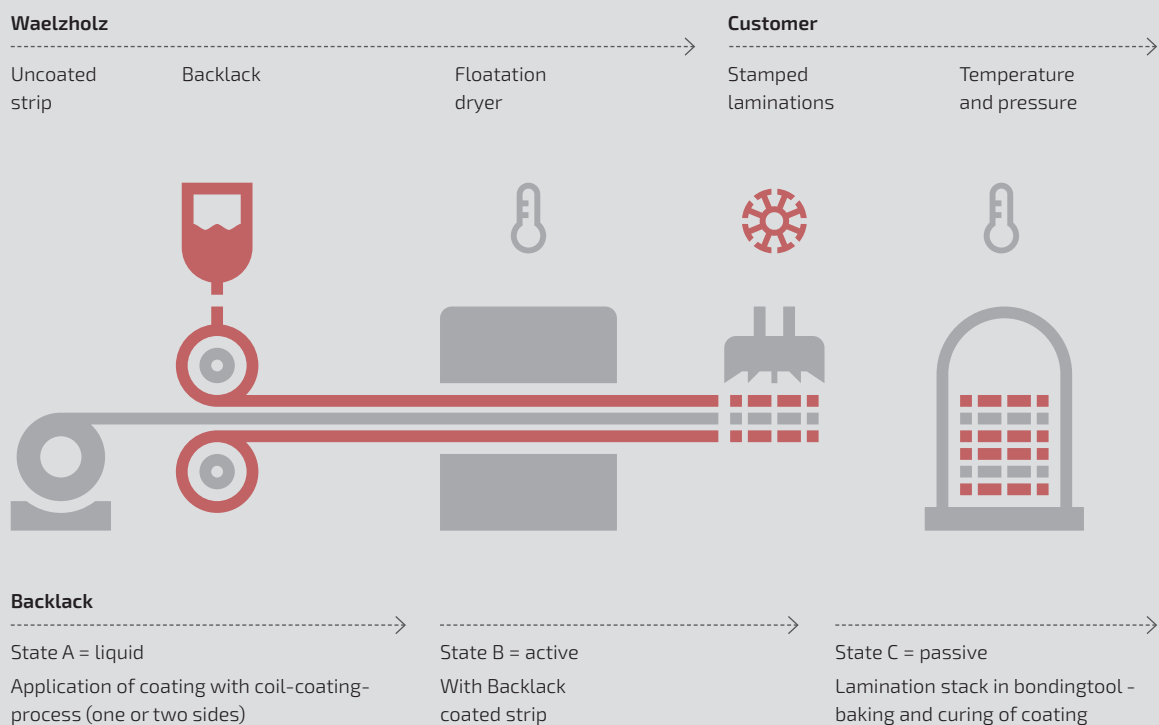 Waelzholz
Customer
Uncoated
strip
Backlack
Floatation
dryer
Stamped
laminations
Temperature
and pressure
Backlack
State A = liquid
Application of coating with coil-coating-
process (one or two sides)
State B = active
With Backlack
coated strip
State C = passive
Lamination stack in bondingtool -
baking and curing of coating